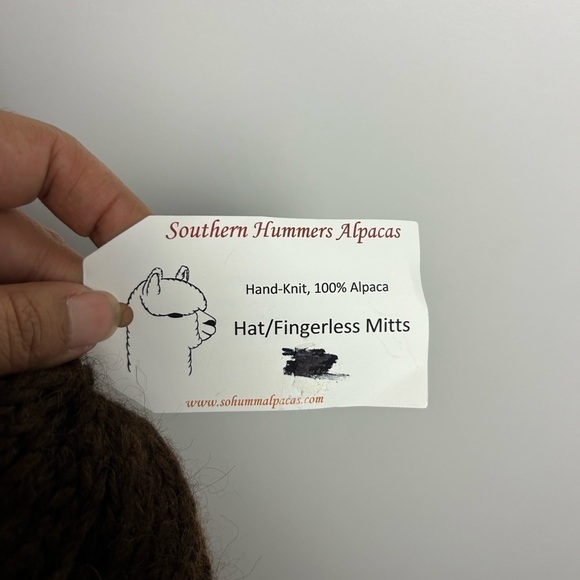 Southern Hummers Alpacas
Hand-Knit, 100% Alpaca
Hat/Fingerless Mitts
www.sohummalpacas.com